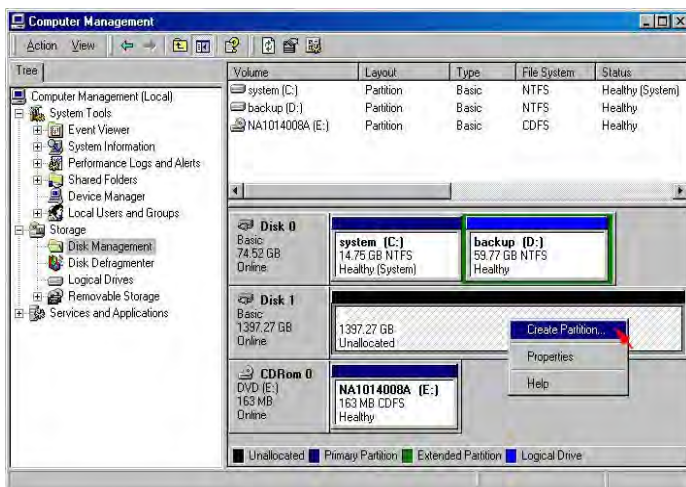 Computer Management
Action View
Tree
Computer Management (Local)
System Tools
Event Viewer
System Information
Performance Logs and Alerts
Shared Folders
Device Manager
Local Users and Groups
Storage
Disk Management
Disk Defragmenter
Logical Drives
Removable Storage
Services and Applications
Volume Layout Type File System Status
system (C:) Partition Basic NTFS Healthy (System)
backup (D:) Partition Basic NTFS Healthy
NA1014008A (E:) Partition Basic CDFS Healthy
Disk 0
Basic
74.52 GB
Online
system (C:)
14.75 GB NTFS
Healthy (System)
backup (D:)
59.77 GB NTFS
Healthy
Disk 1
Basic
1397.27 GB
Online
1397.27 GB
Unallocated
Create Partition...
Properties
Help
CDRom 0
DVD (E:)
163 MB
Online
NA1014008A (E:)
163 MB CDFS
Healthy
Unallocated Primary Partition Extended Partition Logical Drive